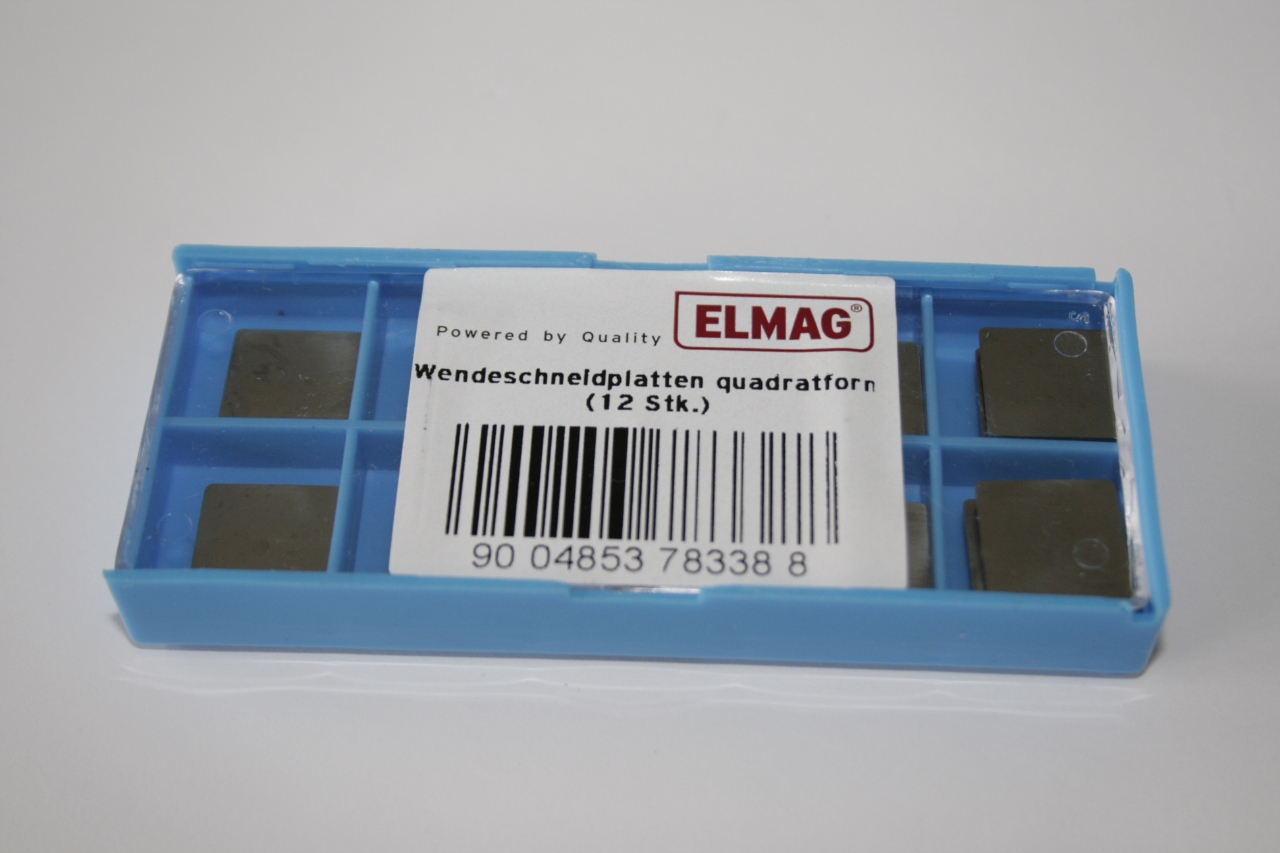 Powered by Quality ELMAG®
Wendeschneidplatten quadratforn
(12 Stk.)
90 04853 78338 8